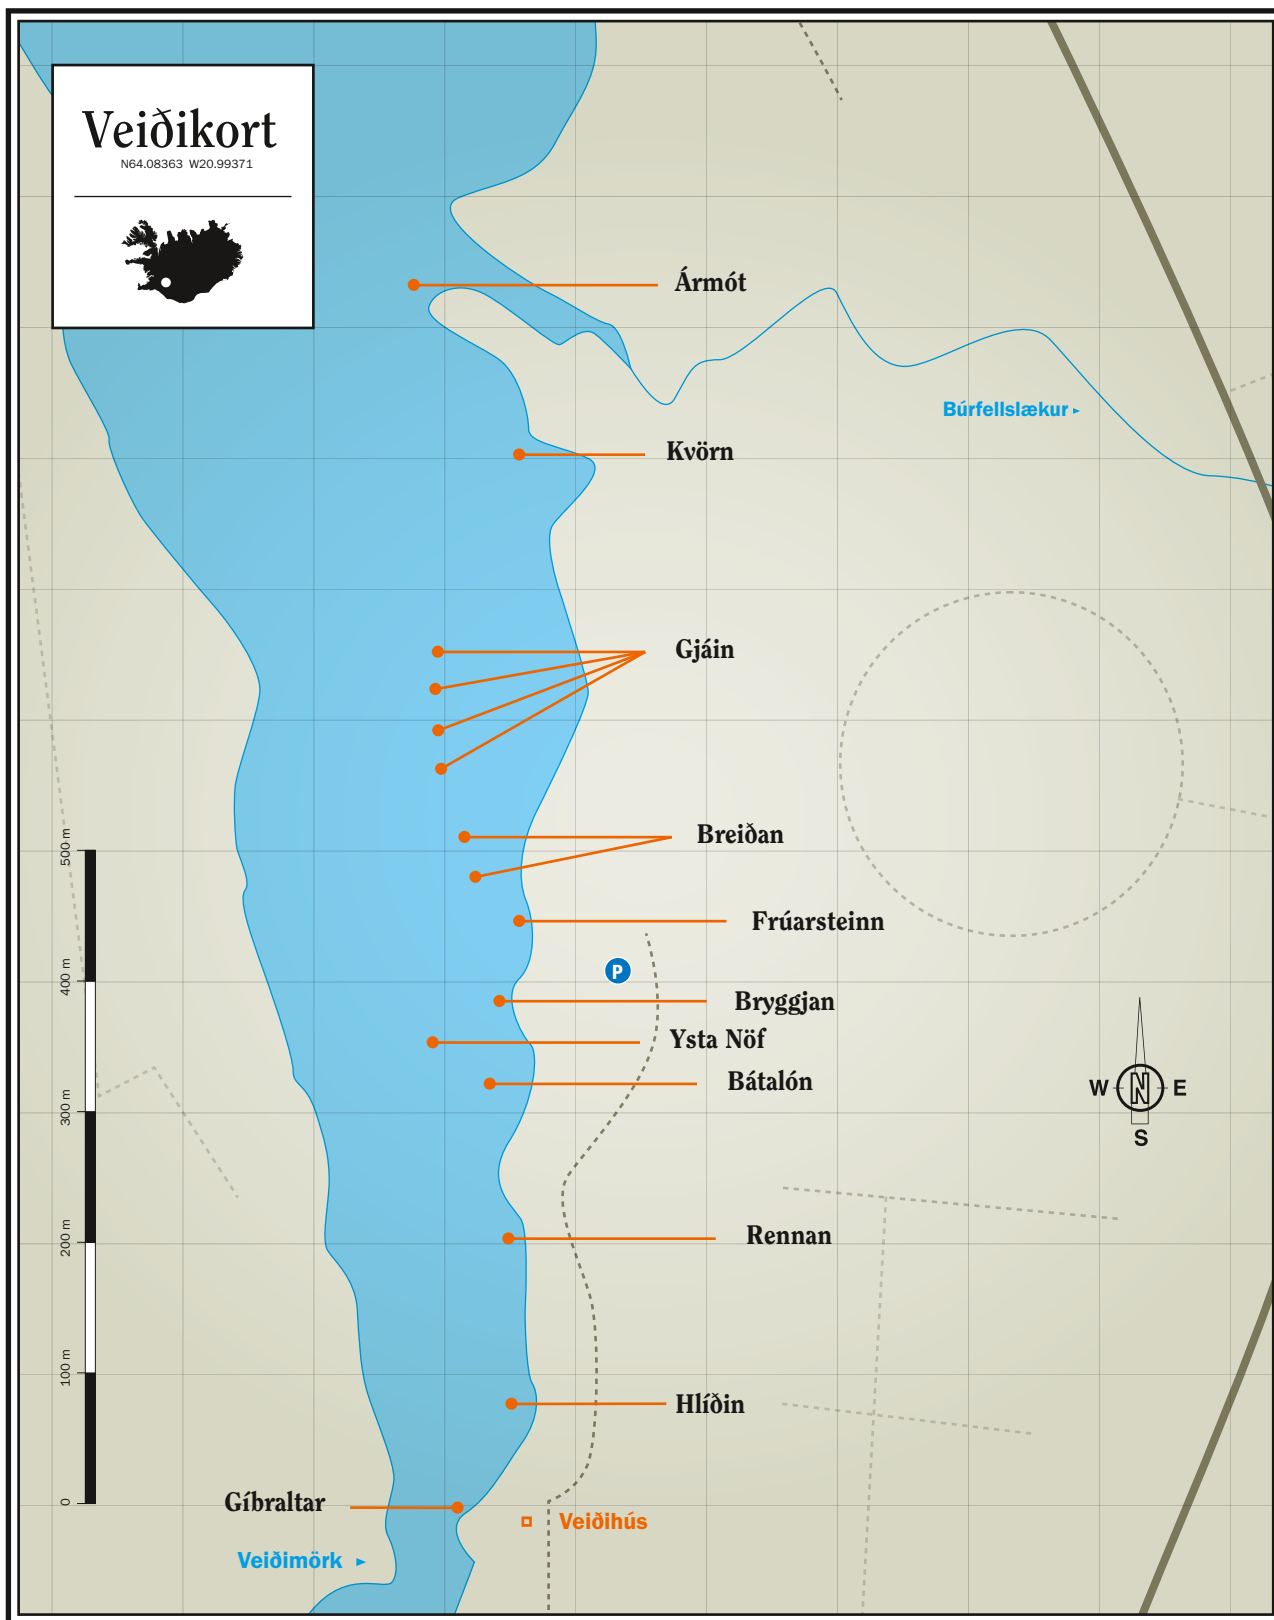 Veiðikort
N64.08363 W20.99371
Ármót
Búrfellslækur
Kvörn
Gjáin
Breiðan
500 m
Frúarsteinn
P
400 m
Bryggjan
Ysta Nöf
Bátalón
W N E
S
300 m
Rennan
200 m
100 m
Hlíðin
Gíbraltar
0
Veiðihús
Veiðimörk